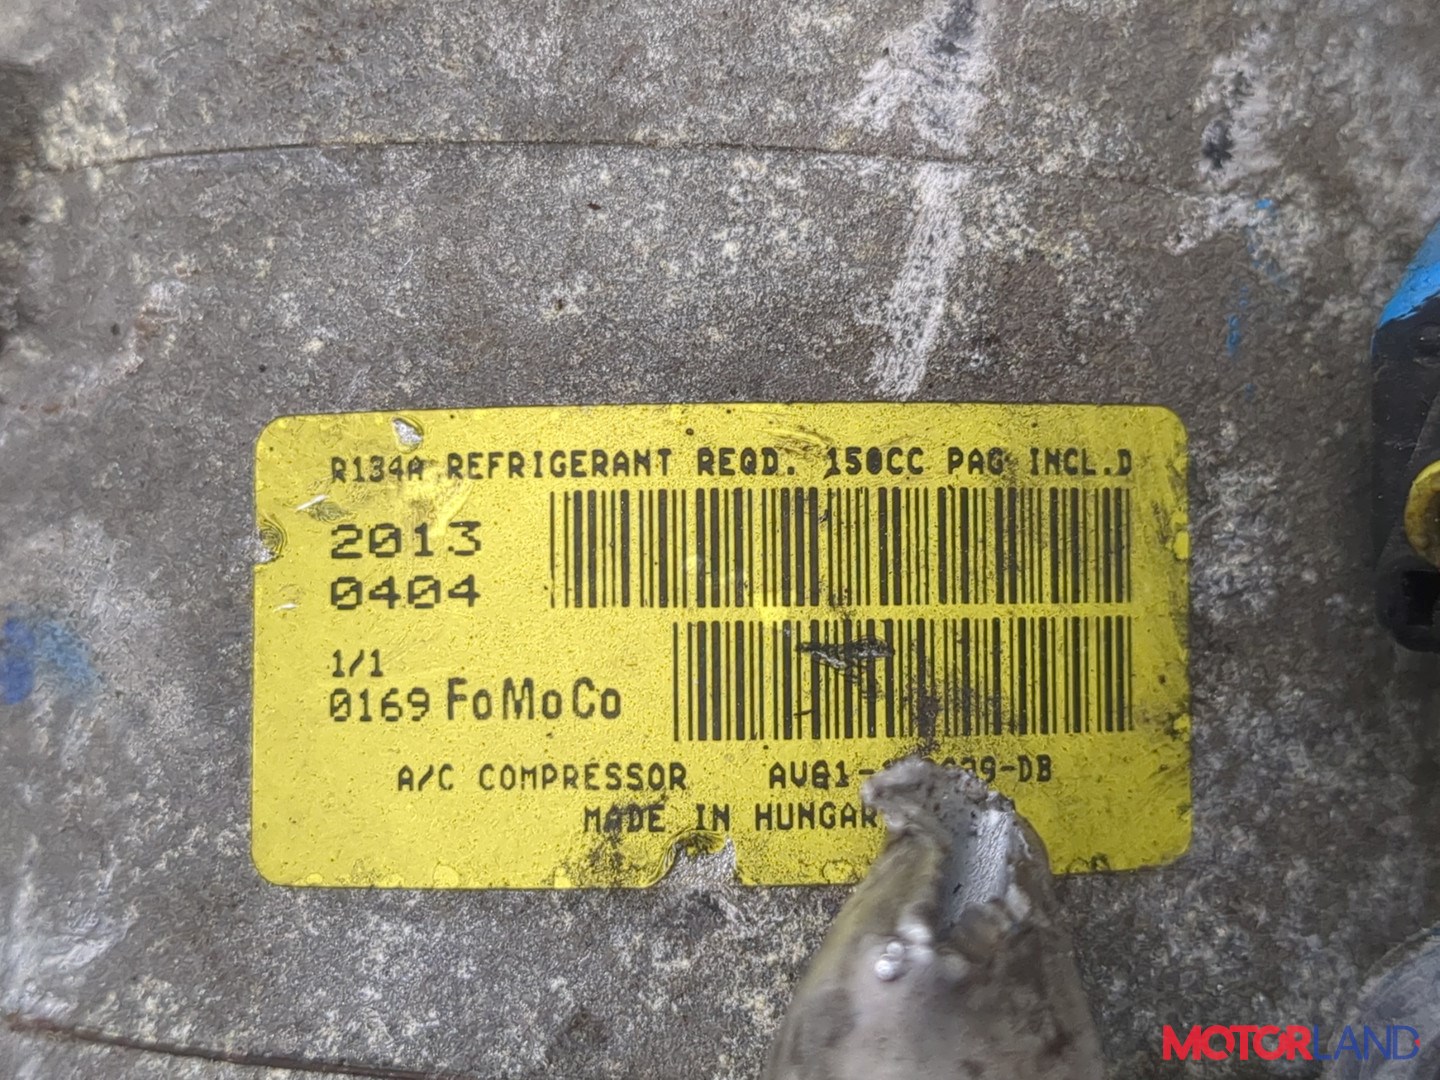 R134A REFRIGERANT REQD. 150CC PAG INCL.D
2013
0404
1/1
0169 FoMoCo
A/C COMPRESSOR
MADE IN
MOTORLAND